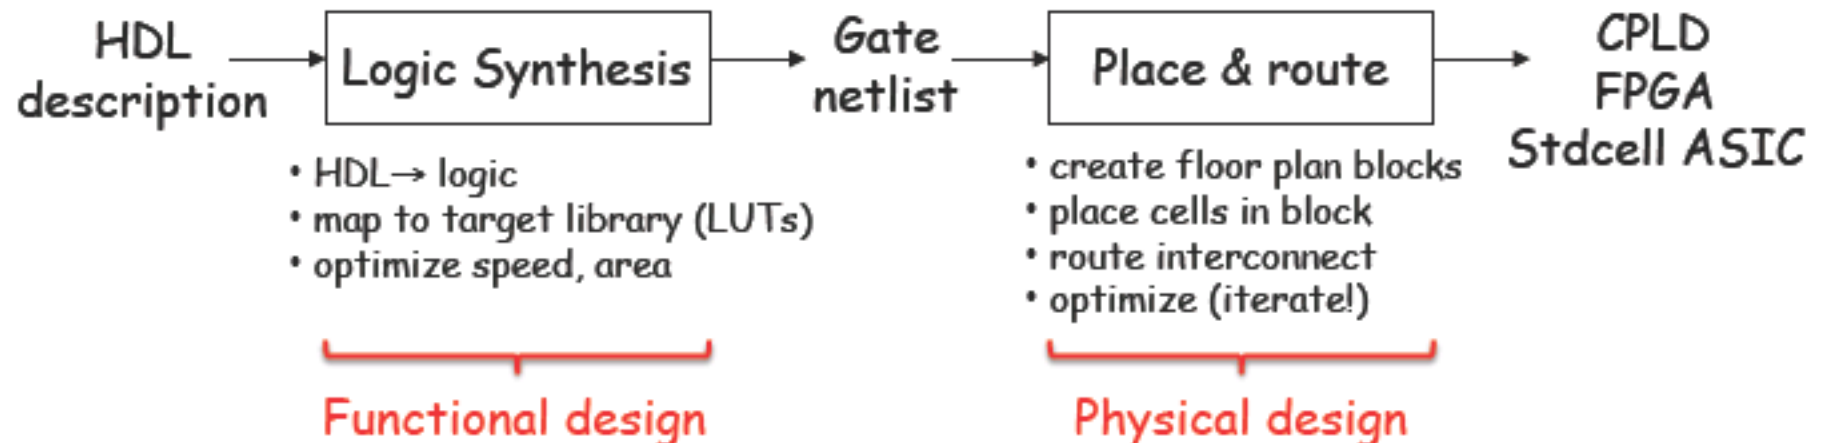 HDL
description
Logic Synthesis
Gate
netlist
Place & route
CPLD
FPGA
Stdcell ASIC
• HDL→ logic
• map to target library (LUTs)
• optimize speed, area
• create floor plan blocks
• place cells in block
• route interconnect
• optimize (iterate!)
Functional design
Physical design